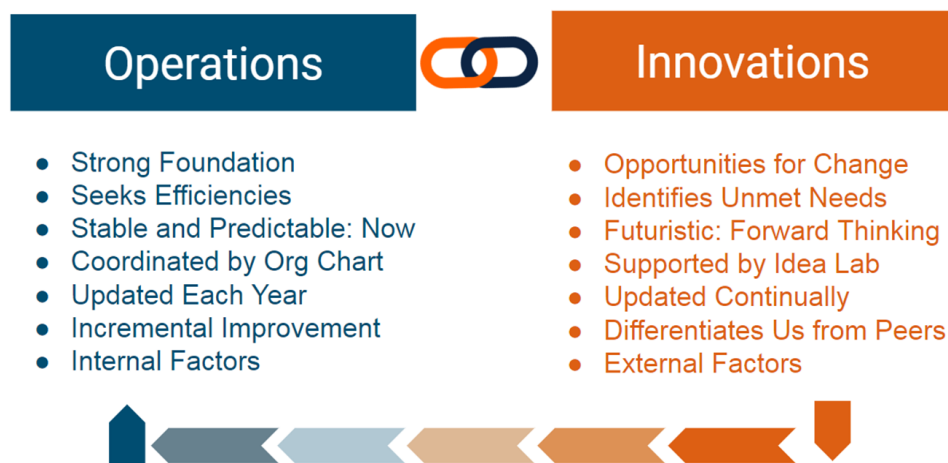 Operations
Innovations
Strong Foundation
Seeks Efficiencies
Stable and Predictable: Now
Coordinated by Org Chart
Updated Each Year
Incremental Improvement
Internal Factors
Opportunities for Change
Identifies Unmet Needs
Futuristic: Forward Thinking
Supported by Idea Lab
Updated Continually
Differentiates Us from Peers
External Factors